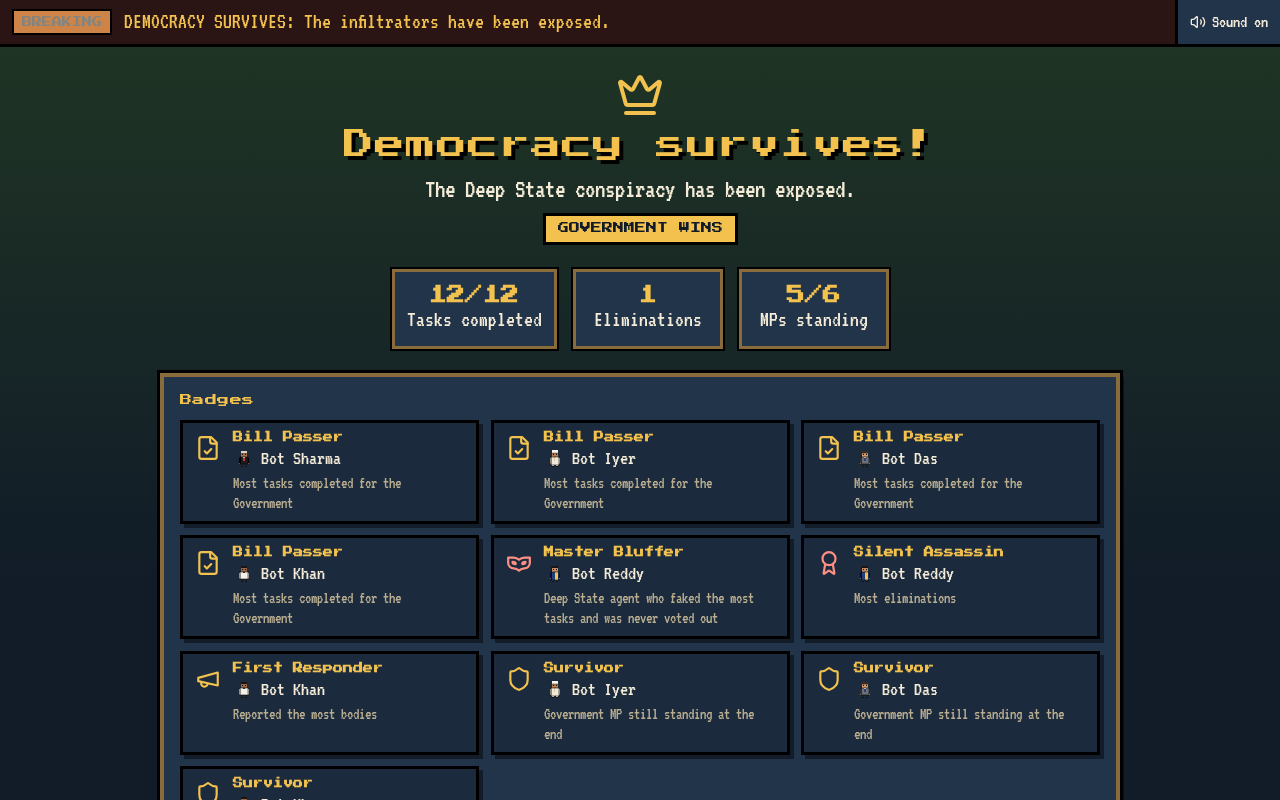 BREAKING DEMOCRACY SURVIVES: The infiltrators have been exposed. Sound on
Democracy survives!
The Deep State conspiracy has been exposed.
GOVERNMENT WINS
12/12 1 5/6
Tasks completed Eliminations MPs standing
Badges
Bill Passer
Bot Sharma
Most tasks completed for the
Government
Bill Passer
Bot Iyer
Most tasks completed for the
Government
Bill Passer
Bot Das
Most tasks completed for the
Government
Bill Passer
Bot Khan
Most tasks completed for the
Government
Master Bluffer
Bot Reddy
Deep State agent who faked the most
tasks and was never voted out
Silent Assassin
Bot Reddy
Most eliminations
First Responder
Bot Khan
Reported the most bodies
Survivor
Bot Iyer
Government MP still standing at the
end
Survivor
Bot Das
Government MP still standing at the
end
Survivor